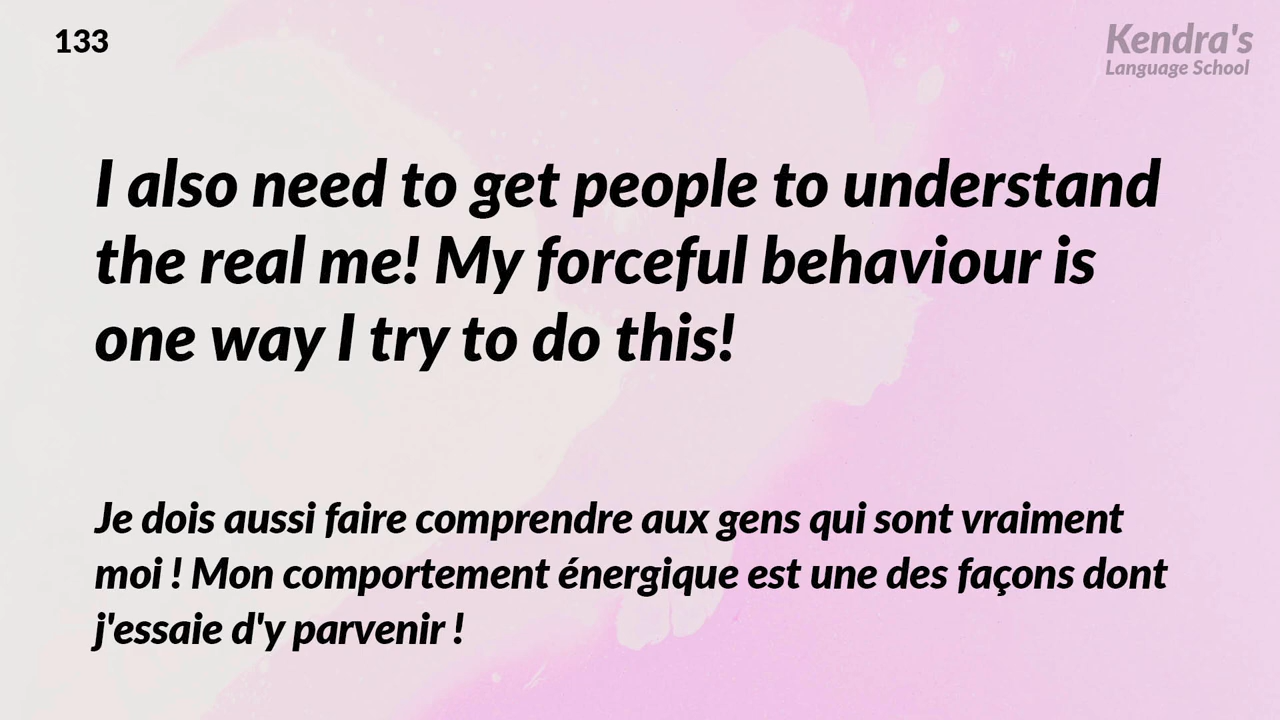 133
Kendra's
Language School
I also need to get people to understand
the real me! My forceful behaviour is
one way I try to do this!
Je dois aussi faire comprendre aux gens qui sont vraiment
moi ! Mon comportement énergique est une des façons dont
j'essaie d'y parvenir !